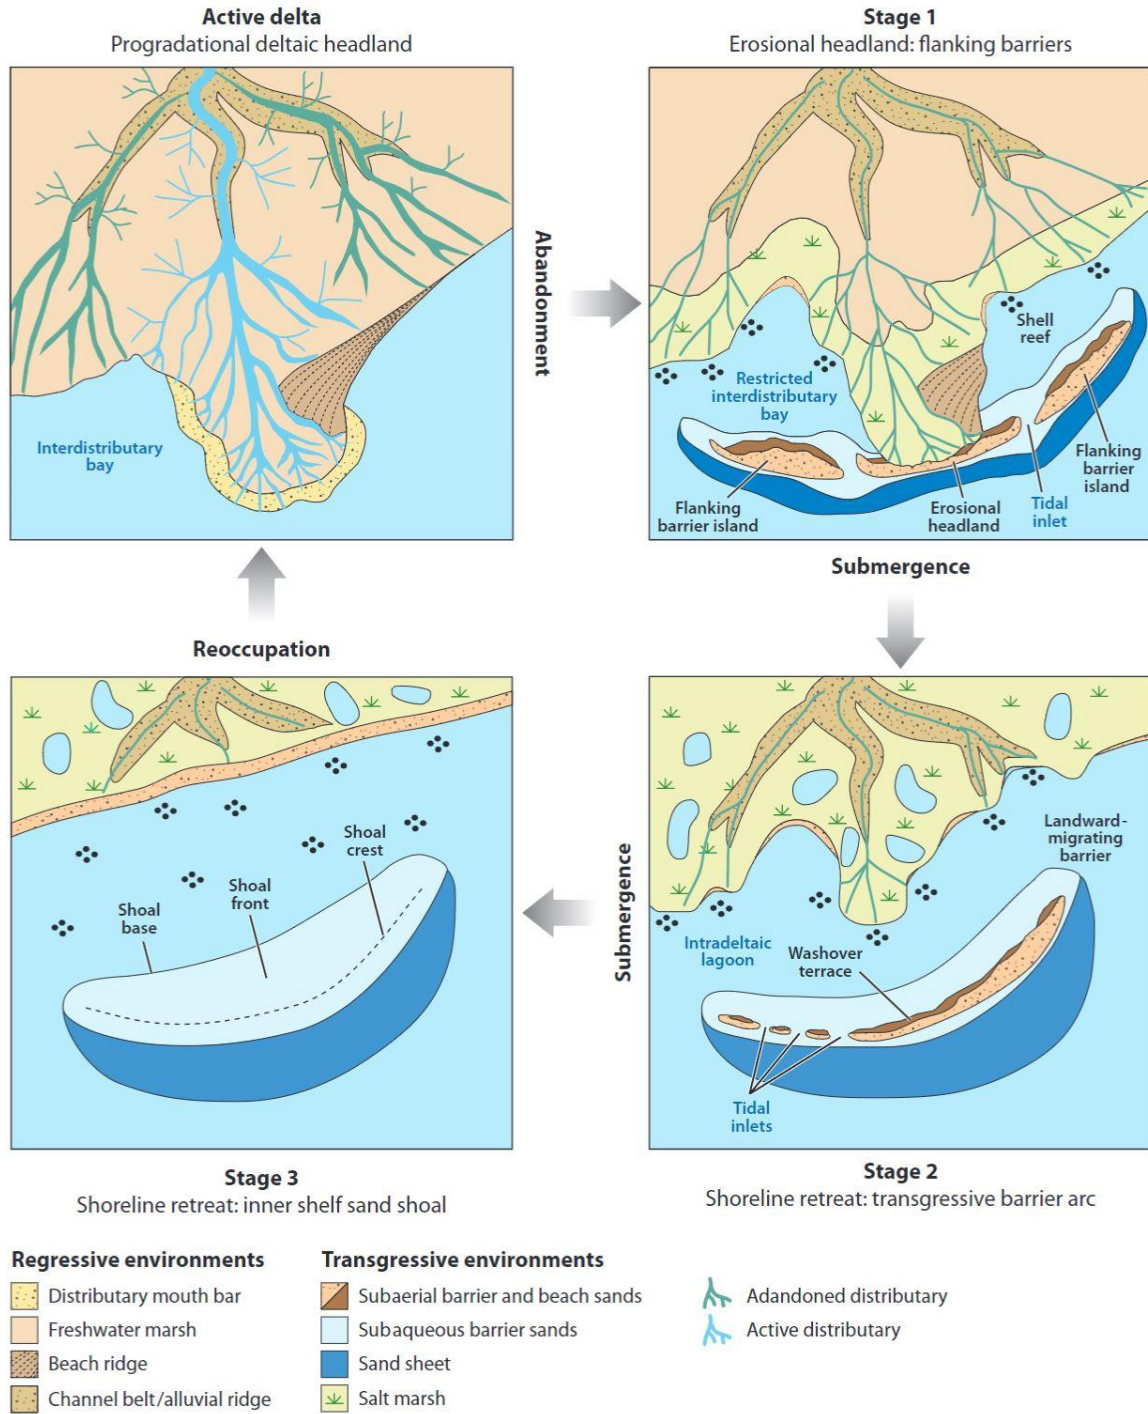 Active delta
Progradational deltaic headland
Interdistributary
bay
Abandonment
Stage 1
Erosional headland: flanking barriers
Shell
reef
Restricted
interdistributary
bay
Flanking
barrier
island
Flanking
barrier island
Erosional
headland
Tidal
inlet
Submergence
Reoccupation
Shoal
crest
Shoal
front
Shoal
base
Submergence
Landward-
migrating
barrier
Intradeltaic
lagoon
Washover
terrace
Tidal
inlets
Stage 3
Shoreline retreat: inner shelf sand shoal
Stage 2
Shoreline retreat: transgressive barrier arc
Regressive environments
Distributary mouth bar
Freshwater marsh
Beach ridge
Channel belt/alluvial ridge
Transgressive environments
Subaerial barrier and beach sands
Subaqueous barrier sands
Sand sheet
Salt marsh
Adandoned distributary
Active distributary